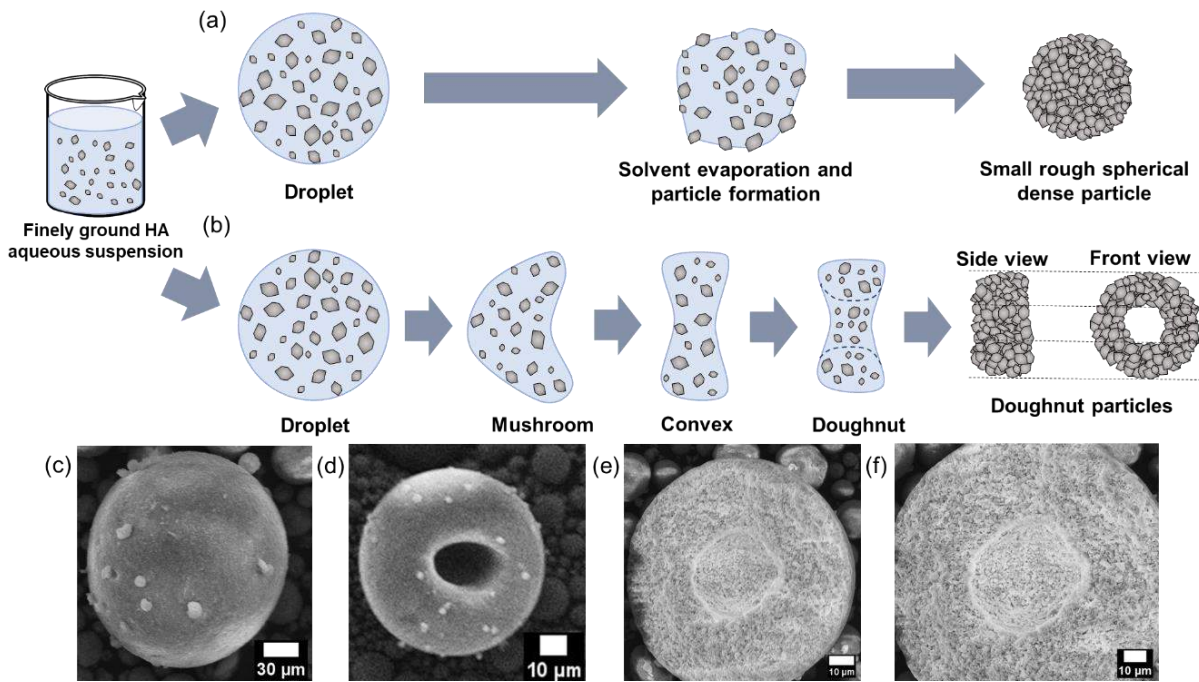 (a)
Droplet
Solvent evaporation and
particle formation
Small rough spherical
dense particle
Finely ground HA
aqueous suspension
(b)
Side view
Front view
Droplet
Mushroom
Convex
Doughnut
Doughnut particles
(c)
30 µm
(d)
10 µm
(e)
10 µm
(f)
10 µm